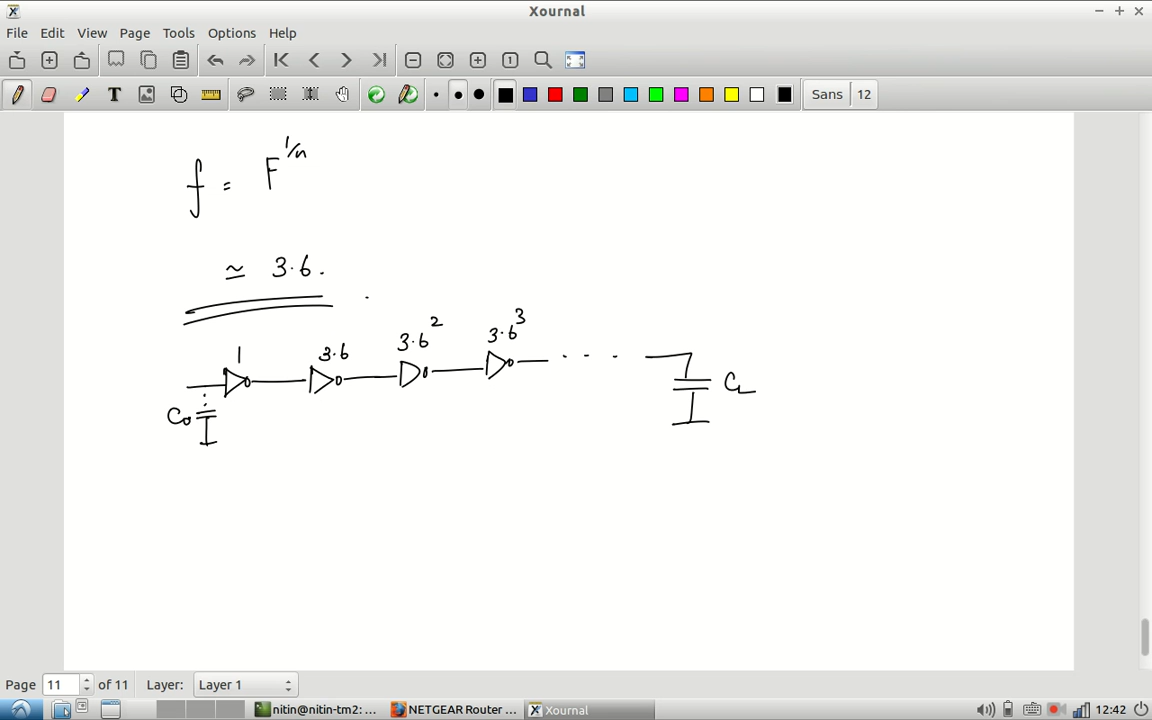 Xournal
File Edit View Page Tools Options Help
Sans 12
f = F^1/n
≃ 3.6.
1 3.6 3.6^2 3.6^3
C0 CL
Page 11 of 11 Layer: Layer 1
nitin@nitin-tm2: ... NETGEAR Router ... Xournal 12:42